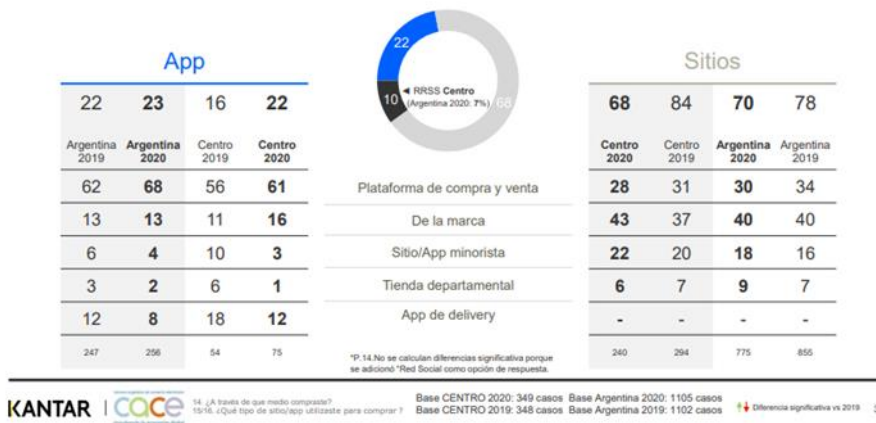 App
22 23 16 22
Argentina 2019 Argentina 2020 Centro 2019 Centro 2020
62 68 56 61
13 13 11 16
6 4 10 3
3 2 6 1
12 8 18 12
247 256 54 75
22
10
68
◄ RRSS Centro
(Argentina 2020: 7%)
Plataforma de compra y venta
De la marca
Sitio/App minorista
Tienda departamental
App de delivery
*P.14.No se calculan diferencias significativa porque
se adicionó "Red Social como opción de respuesta.
Sitios
68 84 70 78
Centro 2020 Centro 2019 Argentina 2020 Argentina 2019
28 31 30 34
43 37 40 40
22 20 18 16
6 7 9 7
- - - -
240 294 775 855
KANTAR
cace
14. ¿A través de que medio compraste?
15/16. ¿Qué tipo de sitio/app utilizaste para comprar ?
Base CENTRO 2020: 349 casos Base Argentina 2020: 1105 casos
Base CENTRO 2019: 348 casos Base Argentina 2019: 1102 casos
Diferencia significativa vs 2019